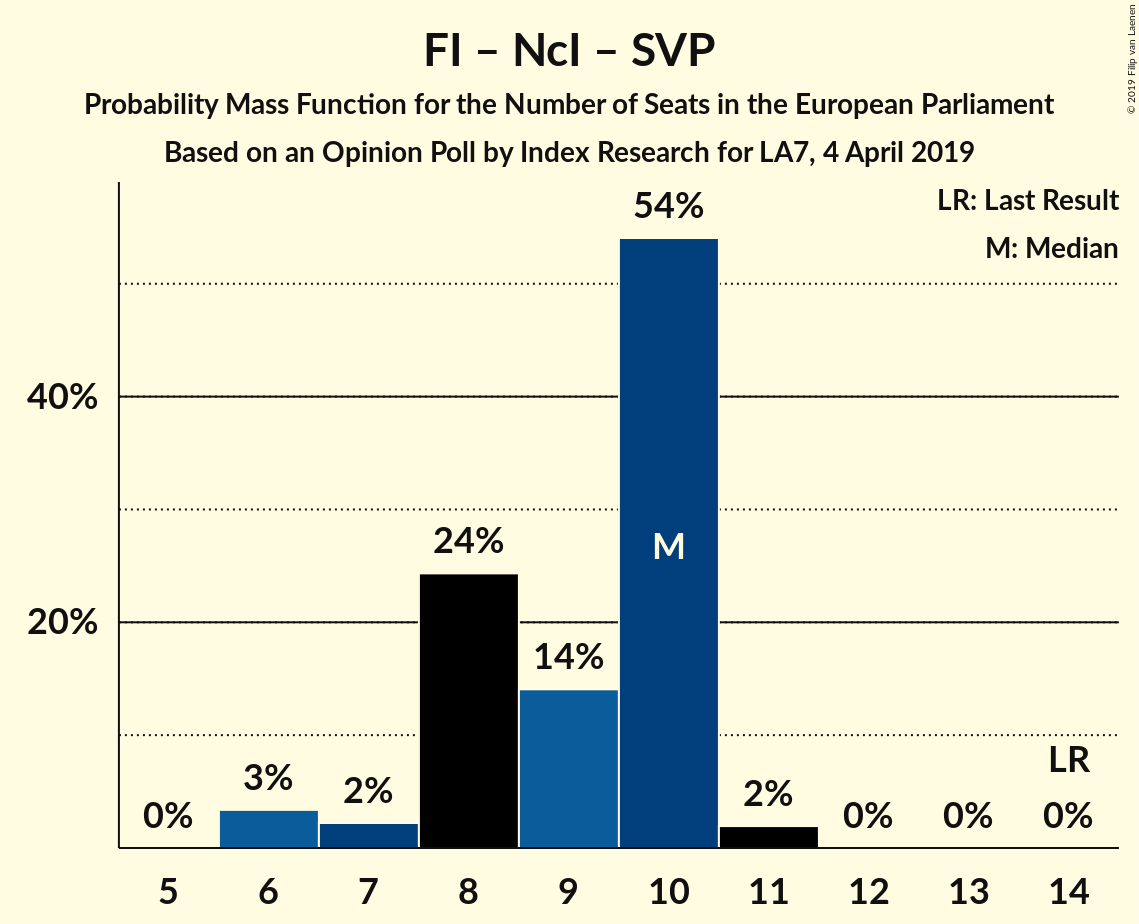 FI – NcI – SVP
Probability Mass Function for the Number of Seats in the European Parliament
Based on an Opinion Poll by Index Research for LA7, 4 April 2019
© 2019 Filip van Laenen
LR: Last Result
M: Median
54%
40%
24%
M
20%
14%
LR
3%
2%
2%
0%
0%
0%
0%
5 6 7 8 9 10 11 12 13 14